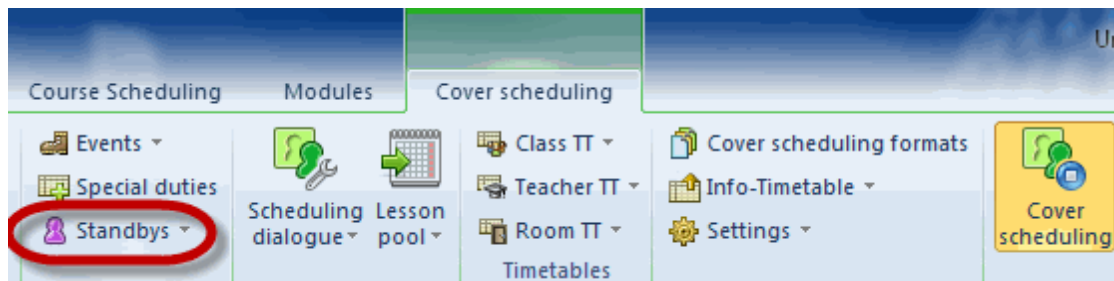 Un
Course Scheduling
Modules
Cover scheduling
Events
Special duties
Standbys
Scheduling
dialogue
Lesson
pool
Class TT
Teacher TT
Room TT
Timetables
Cover scheduling formats
Info-Timetable
Settings
Cover
scheduling